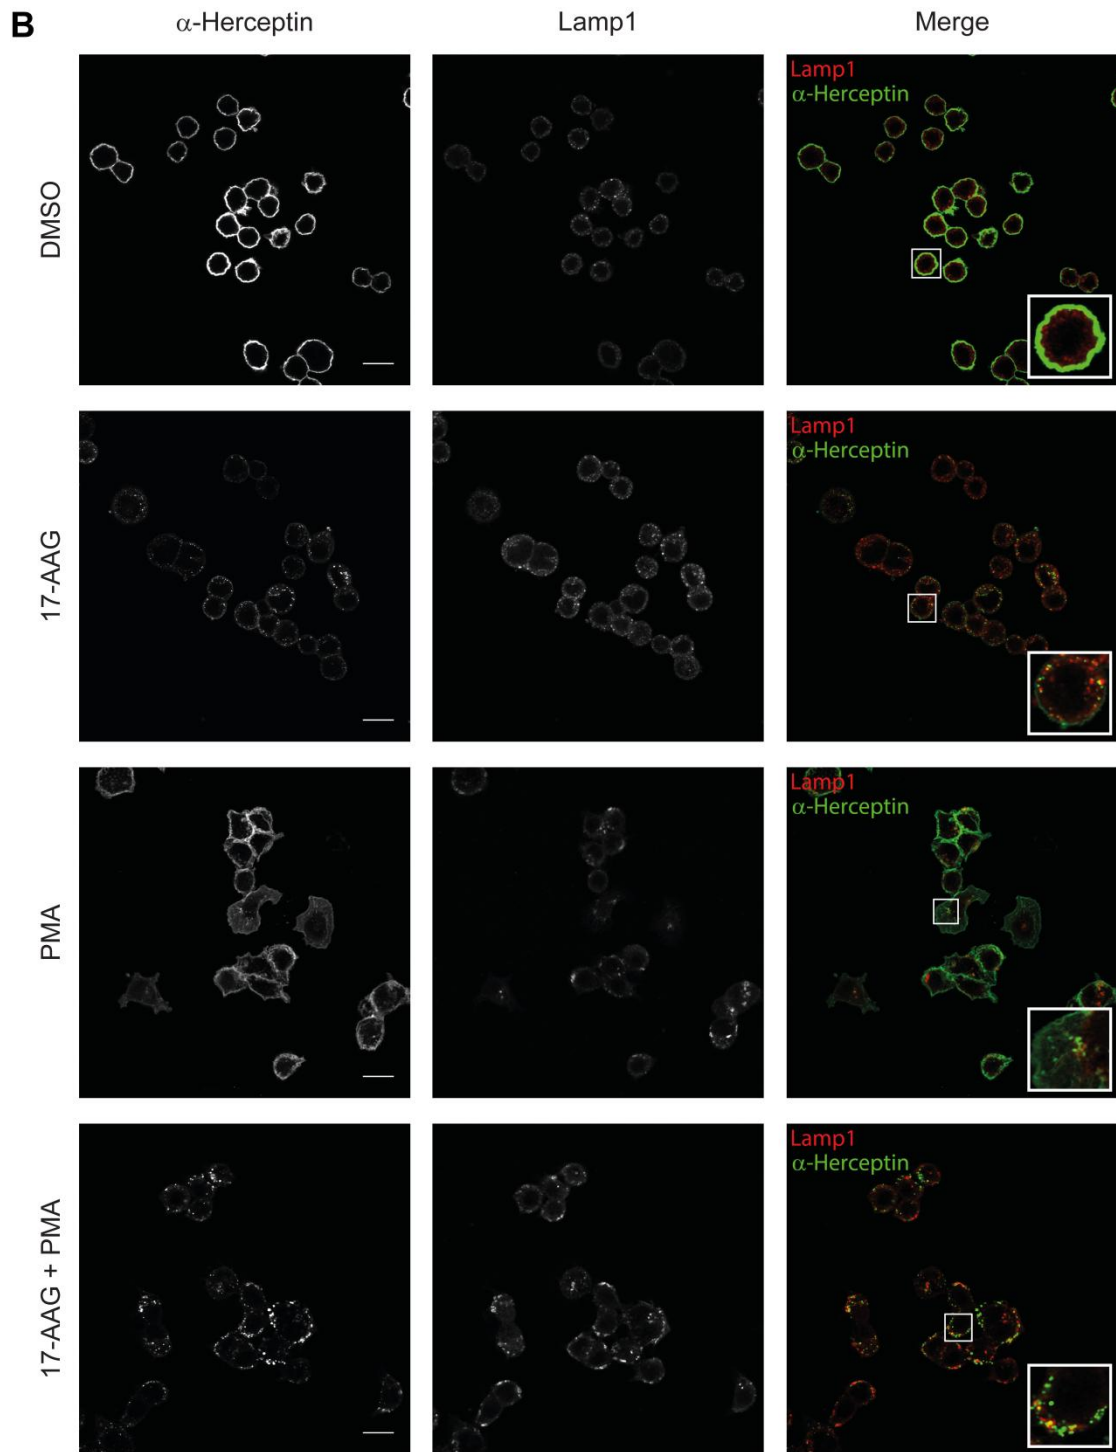 B
α-Herceptin Lamp1 Merge
DMSO
Lamp1
α-Herceptin
17-AAG
Lamp1
α-Herceptin
PMA
Lamp1
α-Herceptin
17-AAG + PMA
Lamp1
α-Herceptin